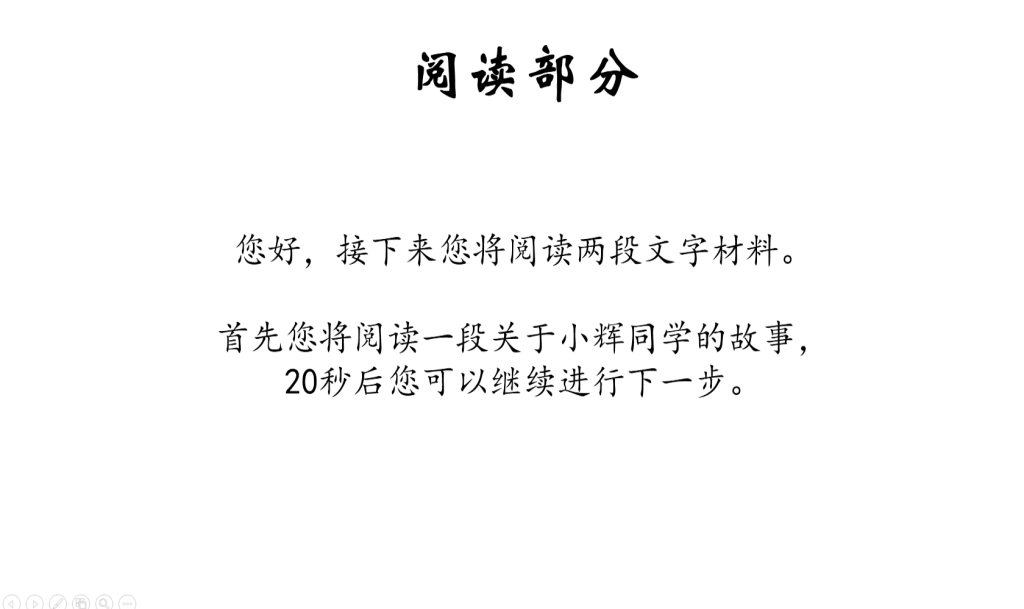 阅读部分
您好，接下来您将阅读两段文字材料。
首先您将阅读一段关于小辉同学的故事，
20秒后您可以继续进行下一步。